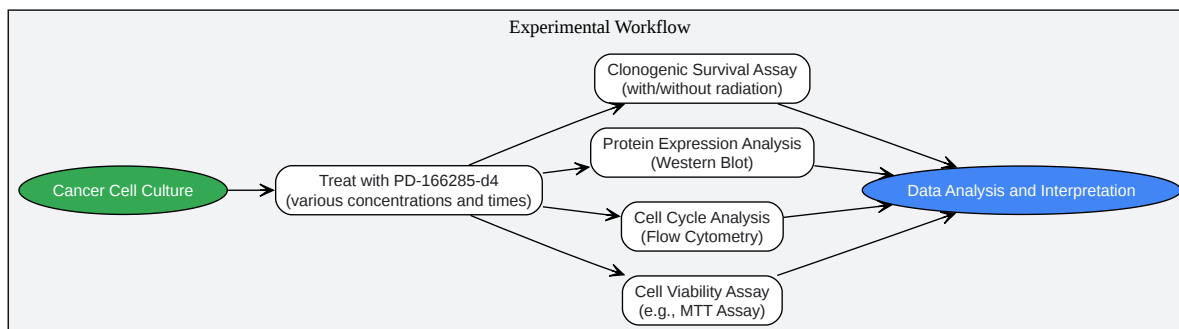 Experimental Workflow
Cancer Cell Culture
Treat with PD-166285-d4
(various concentrations and times)
Clonogenic Survival Assay
(with/without radiation)
Protein Expression Analysis
(Western Blot)
Cell Cycle Analysis
(Flow Cytometry)
Cell Viability Assay
(e.g., MTT Assay)
Data Analysis and Interpretation